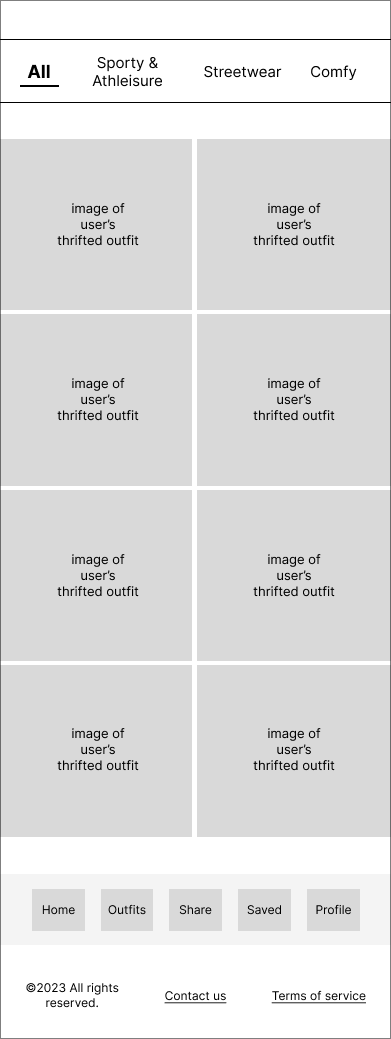 All
Sporty &
Athleisure
Streetwear
Comfy
image of
user's
thrifted outfit
image of
user's
thrifted outfit
image of
user's
thrifted outfit
image of
user's
thrifted outfit
image of
user's
thrifted outfit
image of
user's
thrifted outfit
image of
user's
thrifted outfit
image of
user's
thrifted outfit
Home
Outfits
Share
Saved
Profile
©2023 All rights
reserved.
Contact us
Terms of service